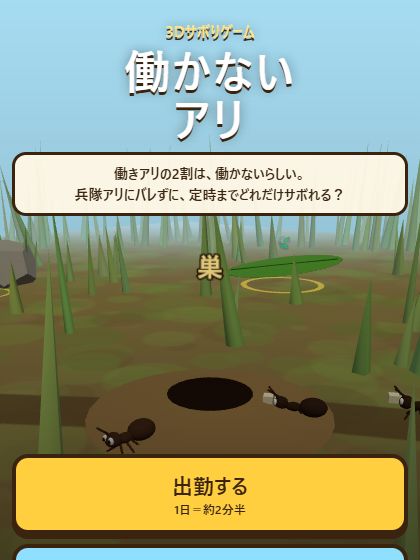 3Dサボりゲーム
働かない
アリ
働きアリの2割は、働かないらしい。
兵隊アリにバレずに、定時までどれだけサボれる？
巣
出勤する
1日＝約2分半